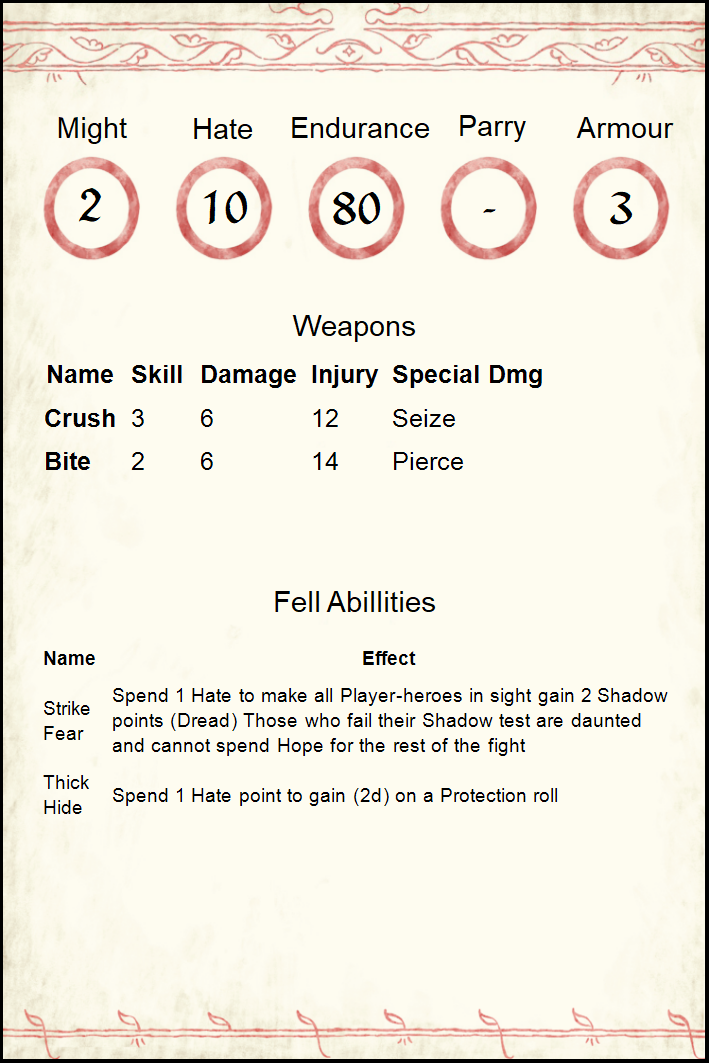 Might Hate Endurance Parry Armour
2 10 80 - 3
Weapons
Name Skill Damage Injury Special Dmg
Crush 3 6 12 Seize
Bite 2 6 14 Pierce
Fell Abillities
Name Effect
Strike Fear Spend 1 Hate to make all Player-heroes in sight gain 2 Shadow
points (Dread) Those who fail their Shadow test are daunted
and cannot spend Hope for the rest of the fight
Thick Hide Spend 1 Hate point to gain (2d) on a Protection roll